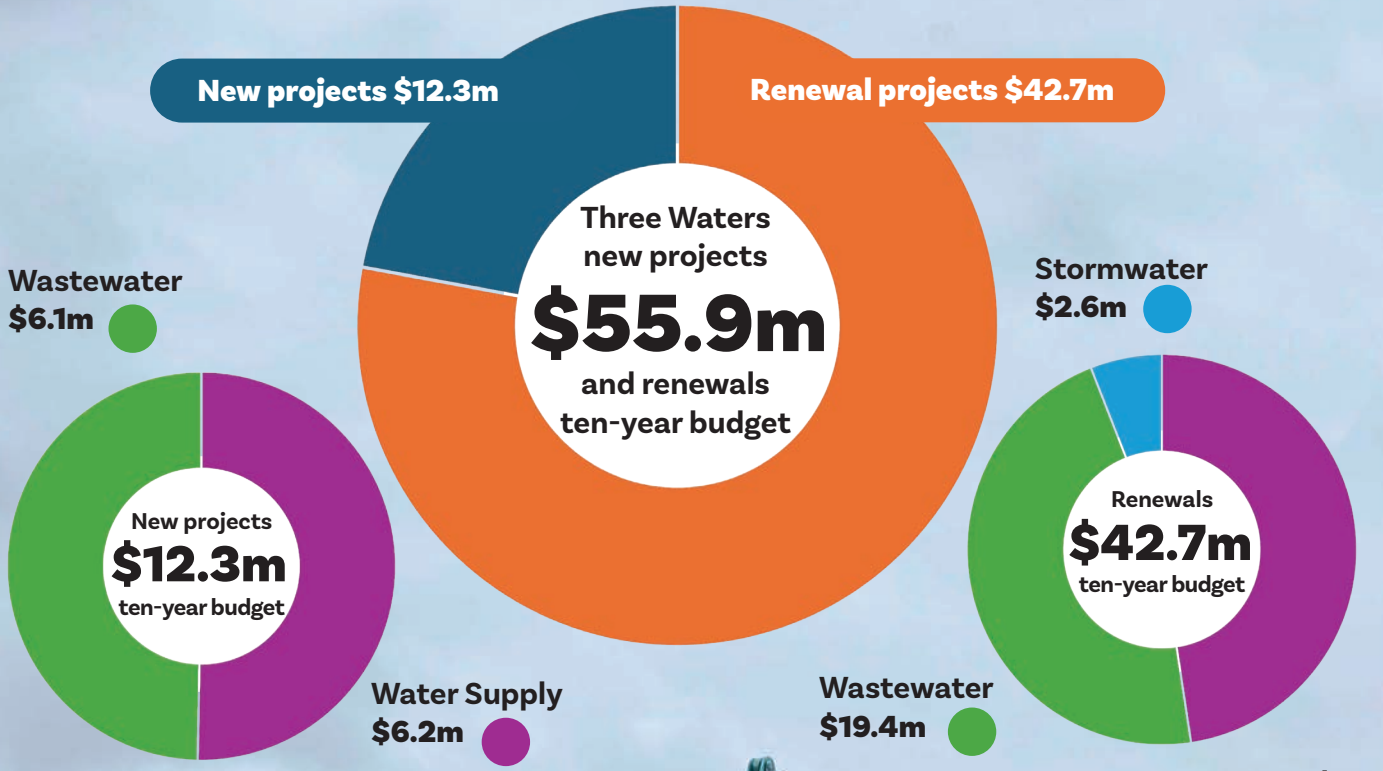 New projects $12.3m
Renewal projects $42.7m
Three Waters
new projects
$55.9m
and renewals
ten-year budget
Wastewater
$6.1m
New projects
$12.3m
ten-year budget
Water Supply
$6.2m
Stormwater
$2.6m
Renewals
$42.7m
ten-year budget
Wastewater
$19.4m